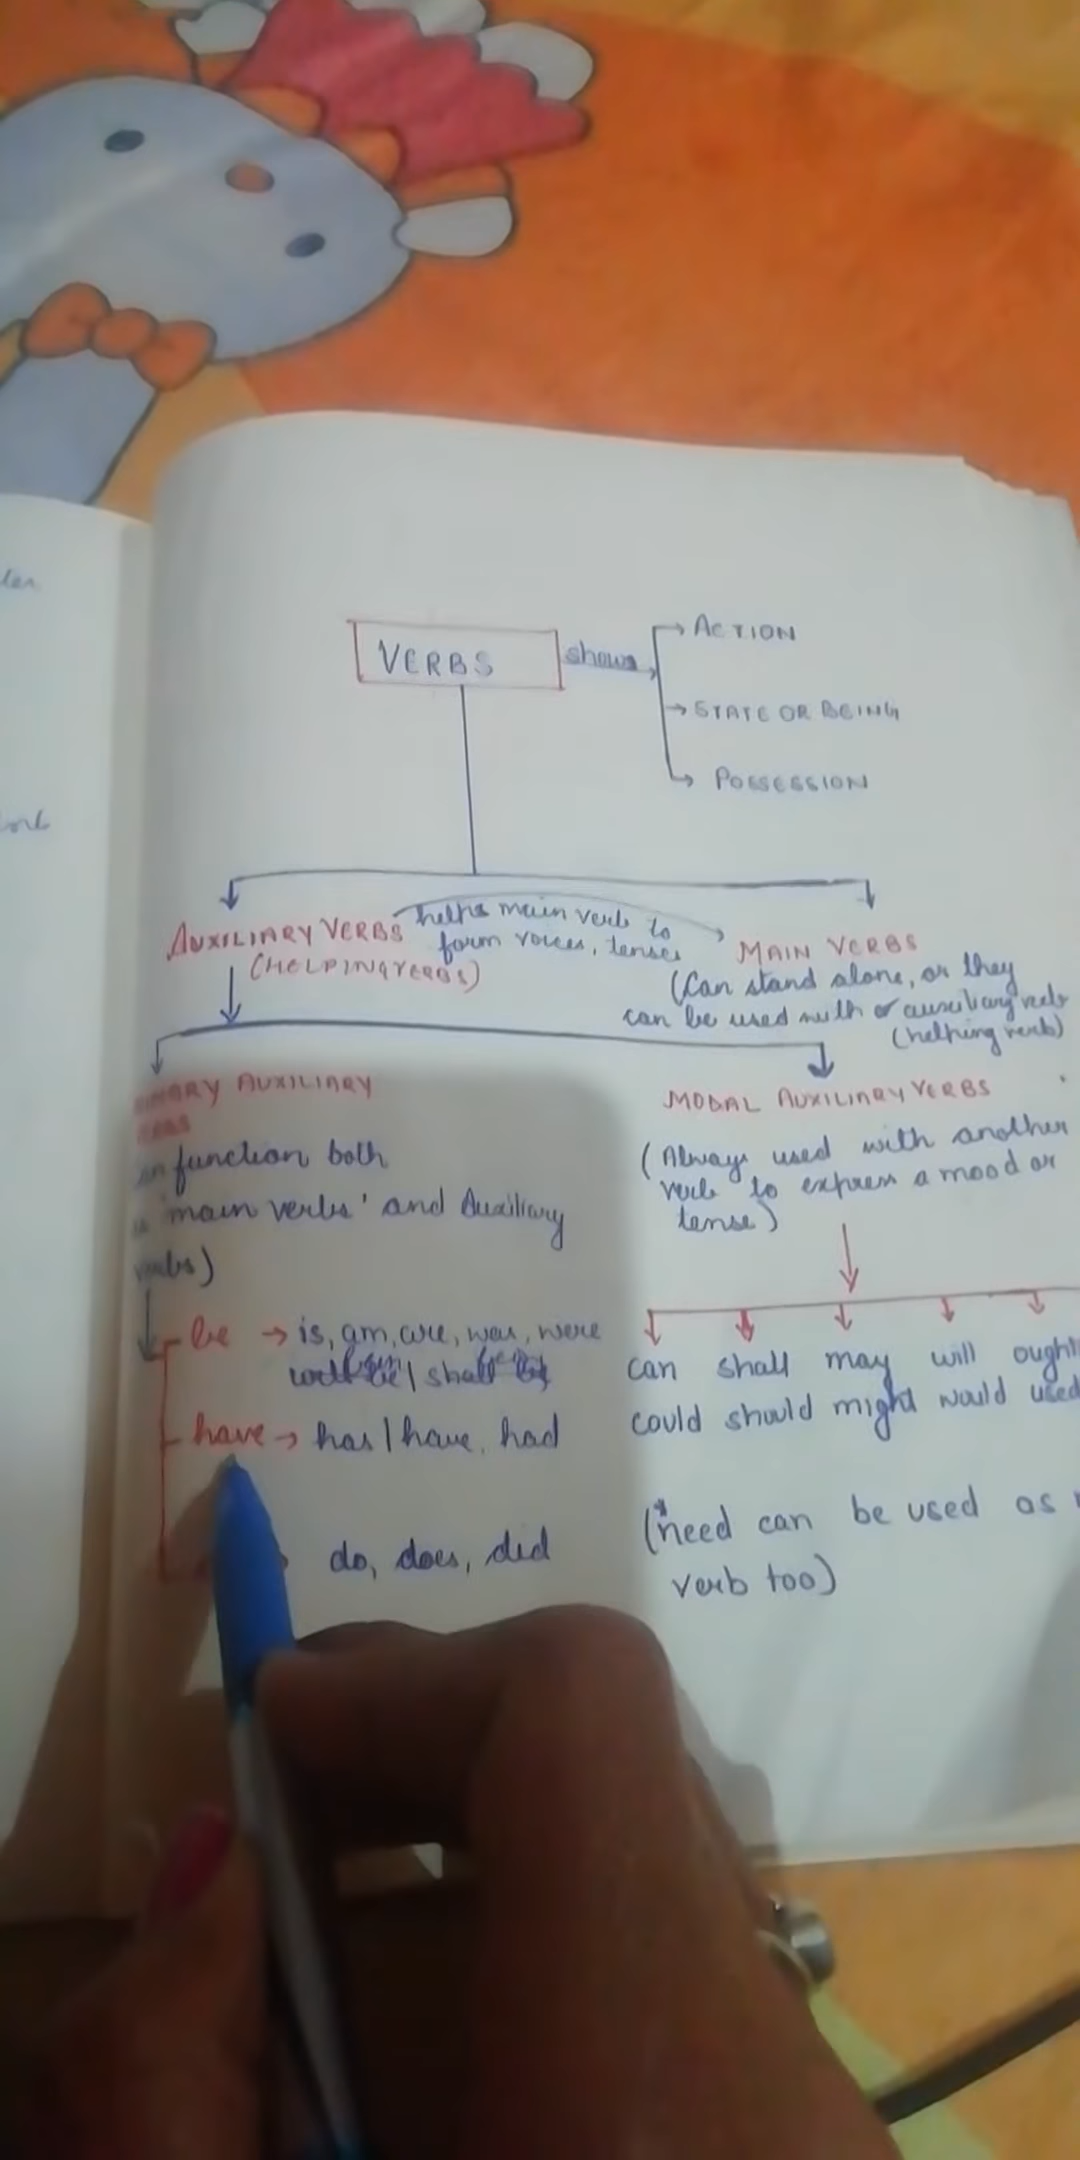 VERBS
shows
ACTION
STATE OR BEING
POSSESSION
AUXILIARY VERBS
(HELPING VERBS)
helps main verb to
form voices, tenses
MAIN VERBS
(Can stand alone, or they
can be used with or auxiliary verb
(helping verb)
AUXILIARY
function both
'main verbs' and Auxiliary
verbs)
be → is, am, are, was, were
shall
have → has/have, had
do, does, did
MODAL AUXILIARY VERBS
(Always used with another
verb to express a mood or
tense)
can shall may will ought
could should might would used
(*need can be used as
verb too)